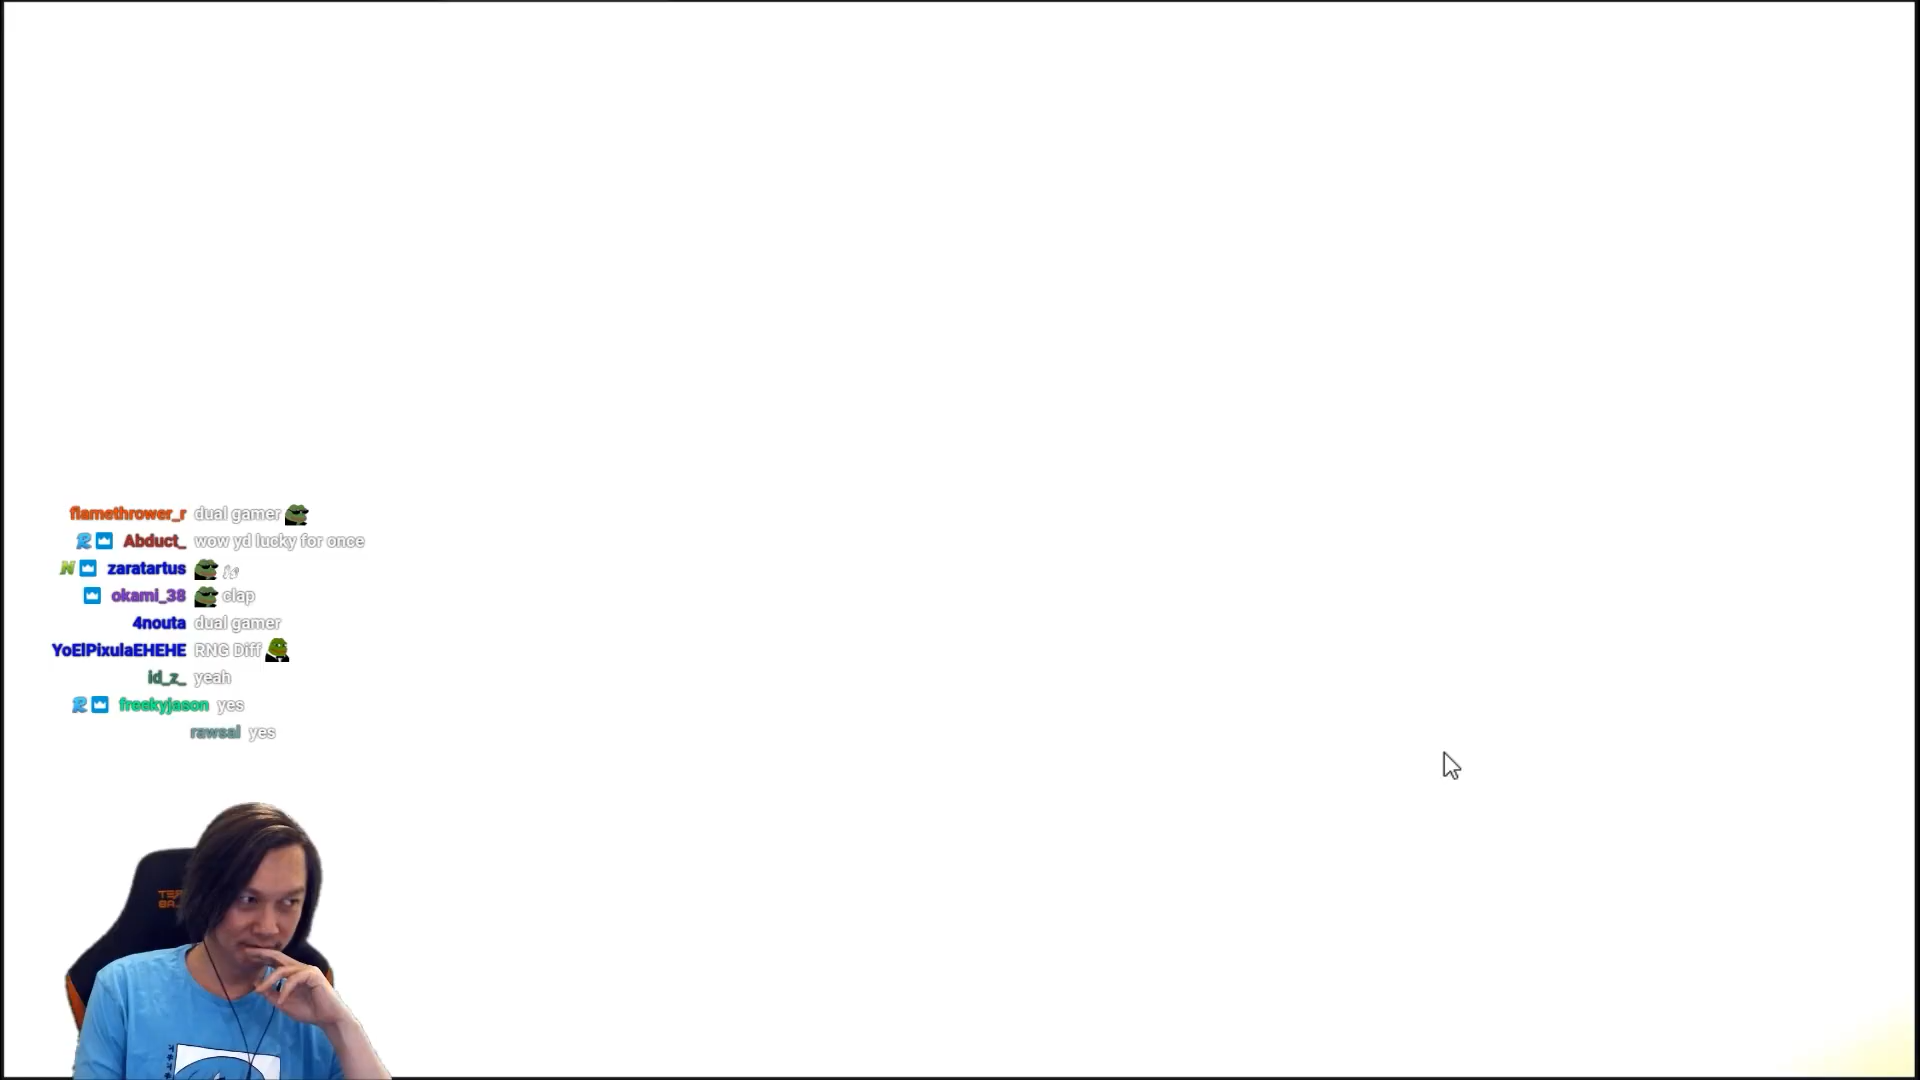 flamethrower_r dual gamer
Abduct_ wow yd lucky for once
zaratartus
okami_38 clap
4nouta dual gamer
YoElPixulaEHEHE RNG Diff
id_z_ yeah
freekyjason yes
rawsai yes